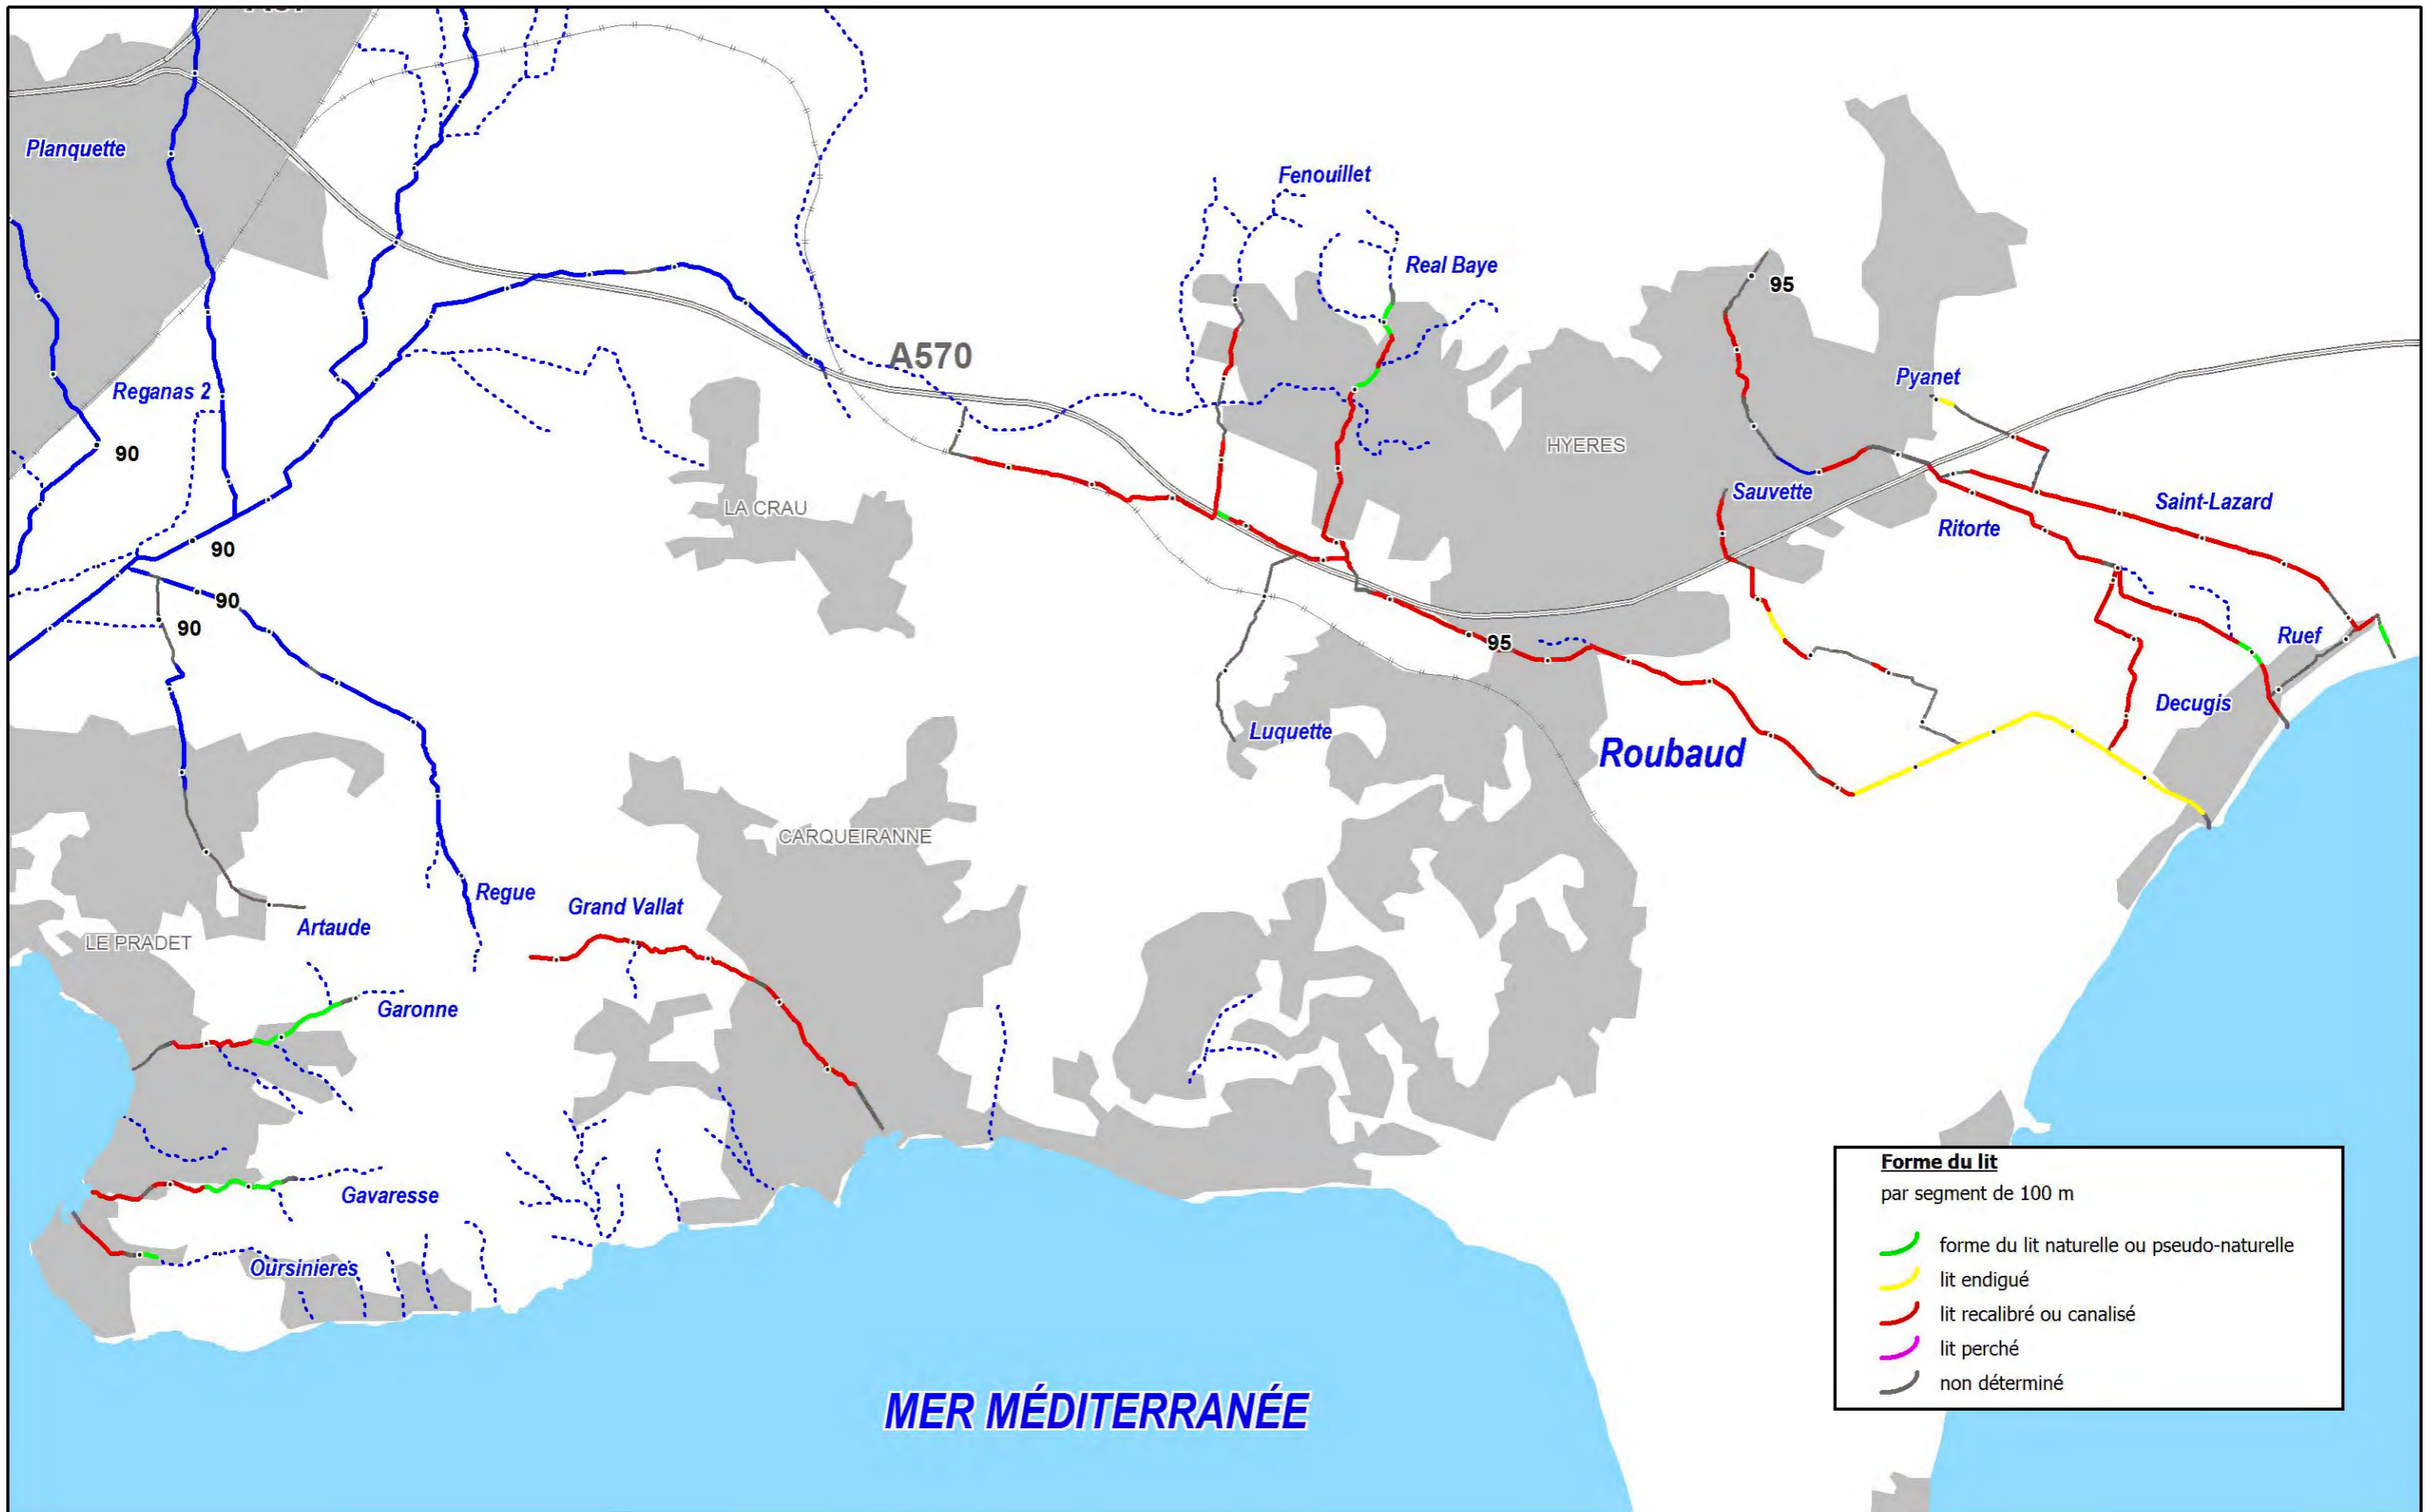 Planquette
Fenouillet
Real Baye
95
A570
Pyanet
Reganas 2
90
HYERES
Sauvette
Saint-Lazard
LA CRAU
Ritorte
90
90
90
95
Ruef
Decugis
Luquette
Roubaud
CARQUEIRANNE
Regue
Grand Vallat
Artaude
LE PRADET
Garonne
Gavaresse
Oursinieres
MER MÉDITERRANÉE
Forme du lit
par segment de 100 m
forme du lit naturelle ou pseudo-naturelle
lit endigué
lit recalibré ou canalisé
lit perché
non déterminé